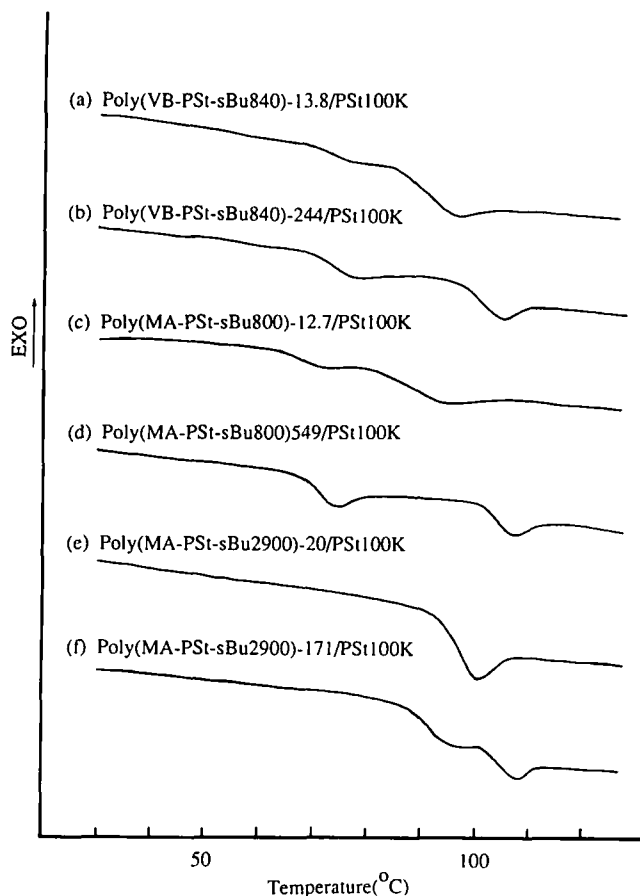 (a) Poly(VB-PSt-sBu840)-13.8/PSt100K
(b) Poly(VB-PSt-sBu840)-244/PSt100K
(c) Poly(MA-PSt-sBu800)-12.7/PSt100K
(d) Poly(MA-PSt-sBu800)549/PSt100K
(e) Poly(MA-PSt-sBu2900)-20/PSt100K
(f) Poly(MA-PSt-sBu2900)-171/PSt100K
EXO
50 100
Temperature(°C)